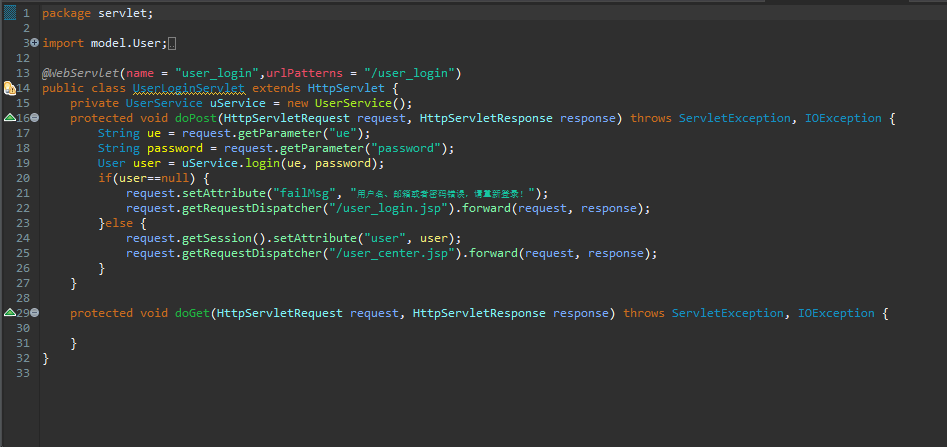 1 package servlet;
2
3 import model.User;
12
13 @WebServlet(name = "user_login",urlPatterns = "/user_login")
14 public class UserLoginServlet extends HttpServlet {
15 private UserService uService = new UserService();
16 protected void doPost(HttpServletRequest request, HttpServletResponse response) throws ServletException, IOException {
17 String ue = request.getParameter("ue");
18 String password = request.getParameter("password");
19 User user = uService.login(ue, password);
20 if(user==null) {
21 request.setAttribute("failMsg", "用户名、邮箱或者密码错误，请重新登录！");
22 request.getRequestDispatcher("/user_login.jsp").forward(request, response);
23 }else {
24 request.getSession().setAttribute("user", user);
25 request.getRequestDispatcher("/user_center.jsp").forward(request, response);
26 }
27 }
28
29 protected void doGet(HttpServletRequest request, HttpServletResponse response) throws ServletException, IOException {
30
31 }
32 }
33